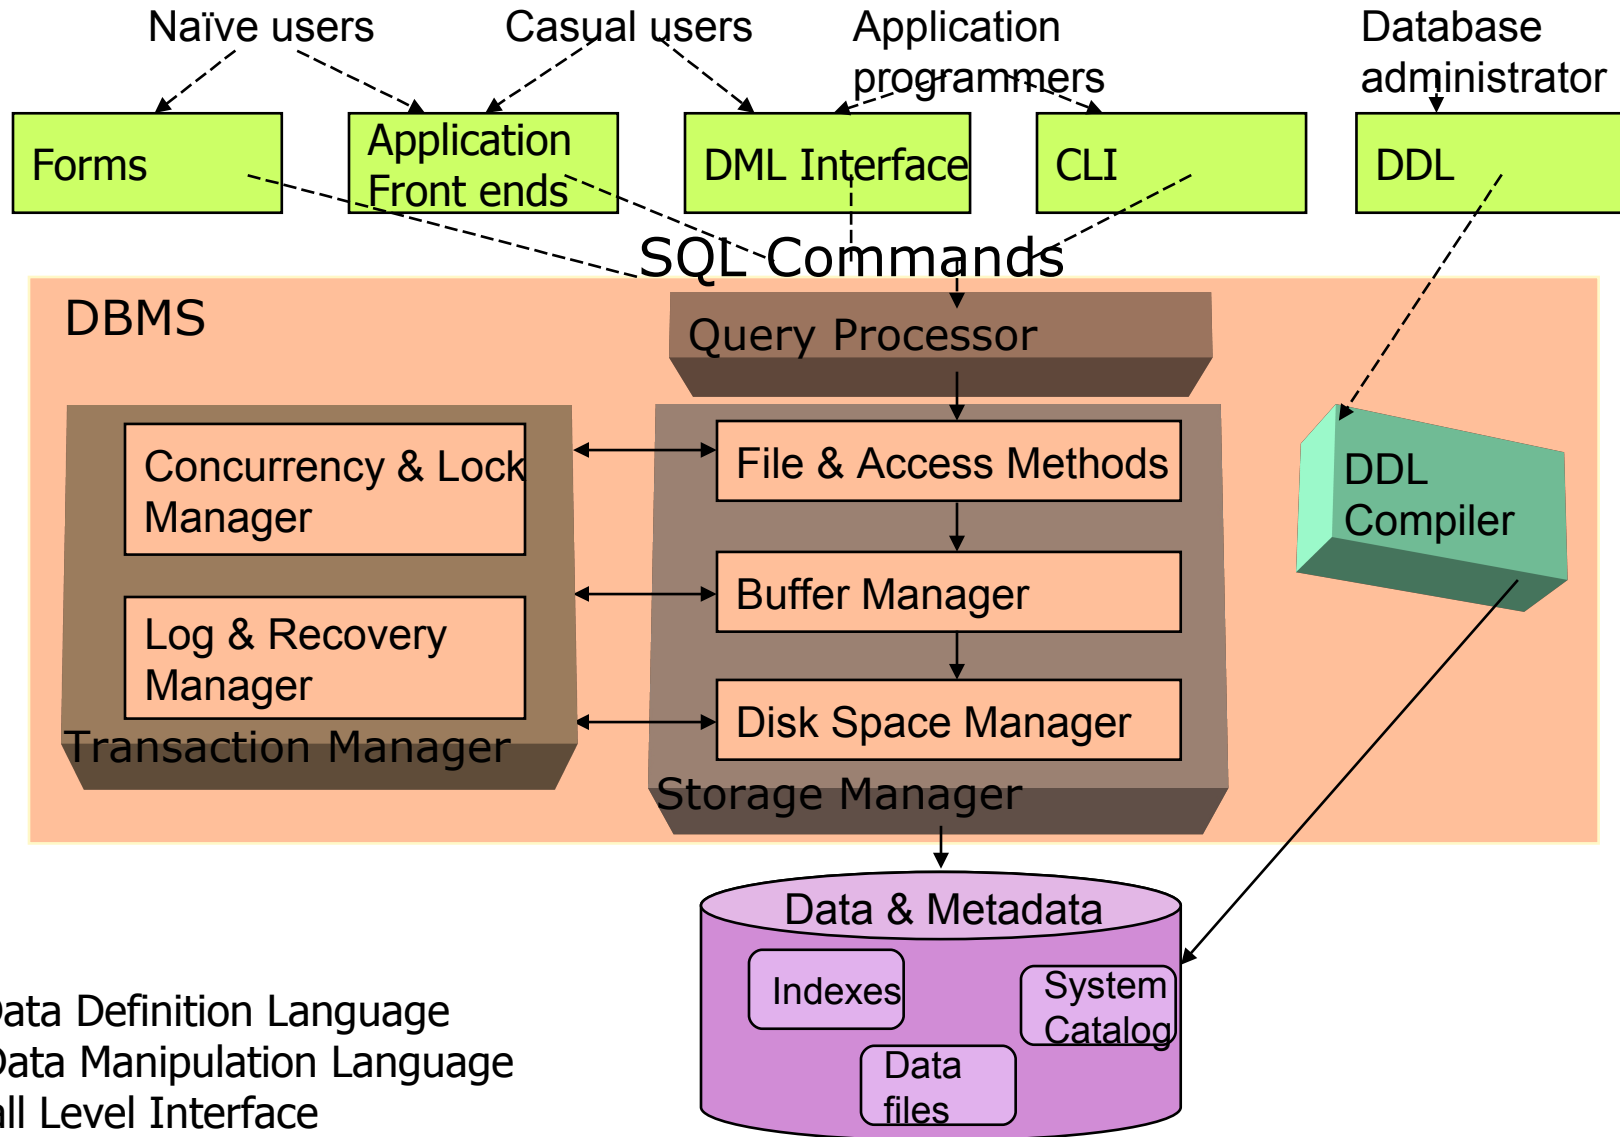 Naïve users
Casual users
Application
programmers
Database
administrator
Forms
Application
Front ends
DML Interface
CLI
DDL
SQL Commands
DBMS
Query Processor
Concurrency & Lock
Manager
File & Access Methods
DDL
Compiler
Buffer Manager
Log & Recovery
Manager
Disk Space Manager
Transaction Manager
Storage Manager
Data & Metadata
Indexes
System
Catalog
Data
files
Data Definition Language
Data Manipulation Language
all Level Interface